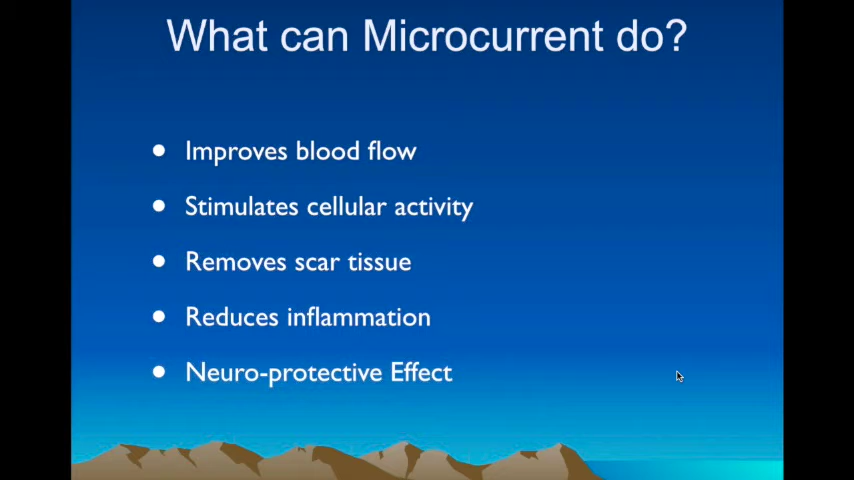 What can Microcurrent do?
• Improves blood flow
• Stimulates cellular activity
• Removes scar tissue
• Reduces inflammation
• Neuro-protective Effect